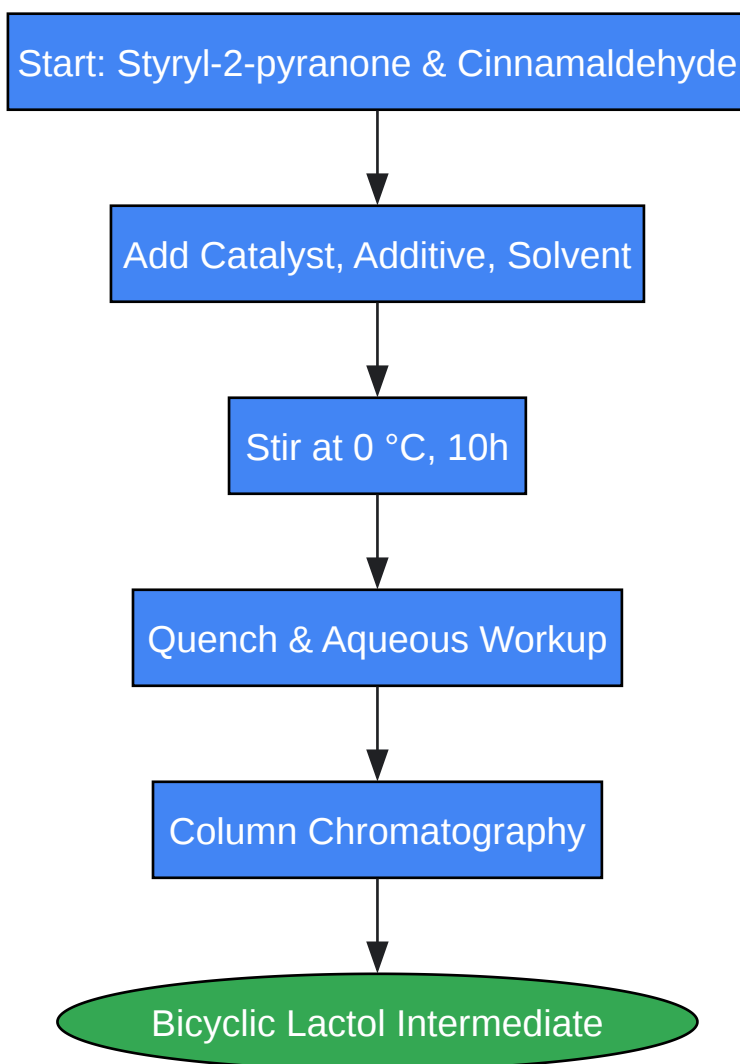 Start: Styryl-2-pyranone & Cinnamaldehyde
Add Catalyst, Additive, Solvent
Stir at 0 °C, 10h
Quench & Aqueous Workup
Column Chromatography
Bicyclic Lactol Intermediate